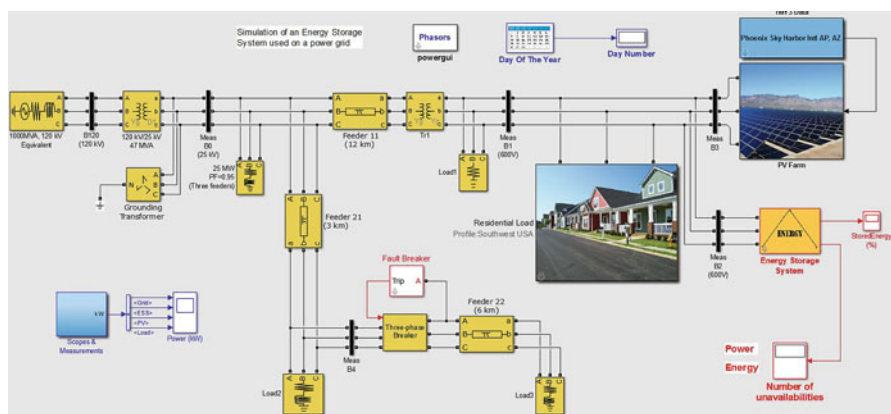 Simulation of an Energy Storage
System used on a power grid
Phasors
powergui
Day Of The Year
Day Number
Phoenix Sky Harbor Intl AP, AZ
A
B
C
1000MVA, 120 kV
Equivalent
B120
(120 kV)
120 kV/25 kV
47 MVA
Meas
B0
(25 kV)
A B C
25 MW
PF=0.95
(Three feeders)
N
A
B
C
Grounding
Transformer
A a
B b
C c
Feeder 11
(12 km)
Tr1
Load1
A B C
Meas
B1
(600V)
Meas
B3
PV Farm
Feeder 21
(3 km)
Residential Load
Profile:Southwest USA
Meas
B2
(600V)
ENERGY
Energy Storage
System
StoredEnergy
(%)
Fault Breaker
Trip A
Feeder 22
(6 km)
kW
Scopes &
Measurements
<Grid>
<ESS>
<PV>
<Load>
Power (kW)
Meas
B4
Three-phase
Breaker
A a
B b
C c
Load2
A B C
Load3
A B C
Power
Energy
Number of
unavailabilities